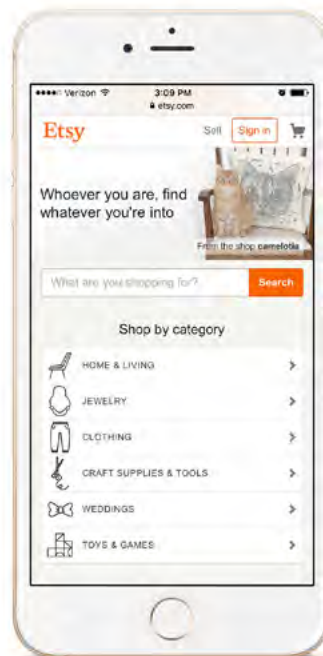 Verizon 3:09 PM
etsy.com
Etsy Sell Sign in
Whoever you are, find
whatever you're into
From the shop camelotia
What are you shopping for? Search
Shop by category
HOME & LIVING
JEWELRY
CLOTHING
CRAFT SUPPLIES & TOOLS
WEDDINGS
TOYS & GAMES